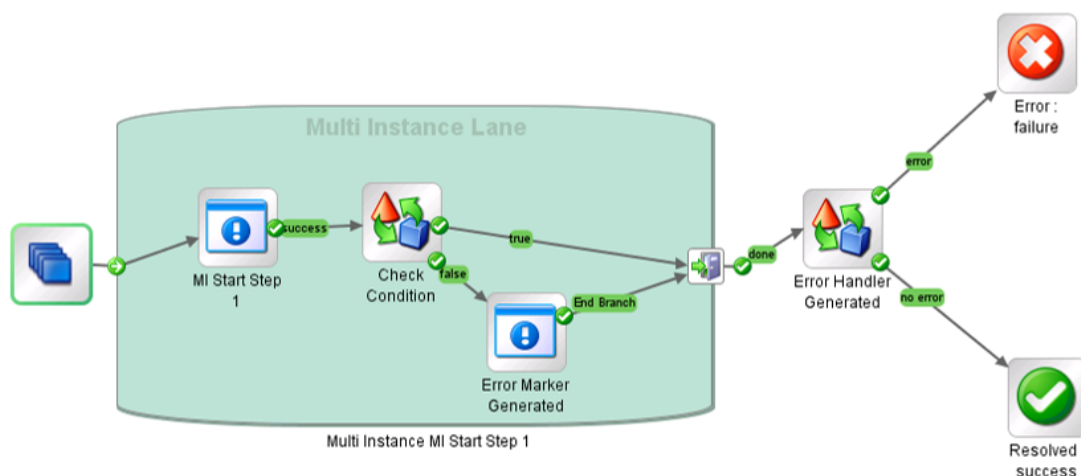 Multi Instance Lane
MI Start Step
1
success
Check
Condition
true
false
Error Marker
Generated
End Branch
done
Error Handler
Generated
error
no error
Error :
failure
Resolved
success
Multi Instance MI Start Step 1